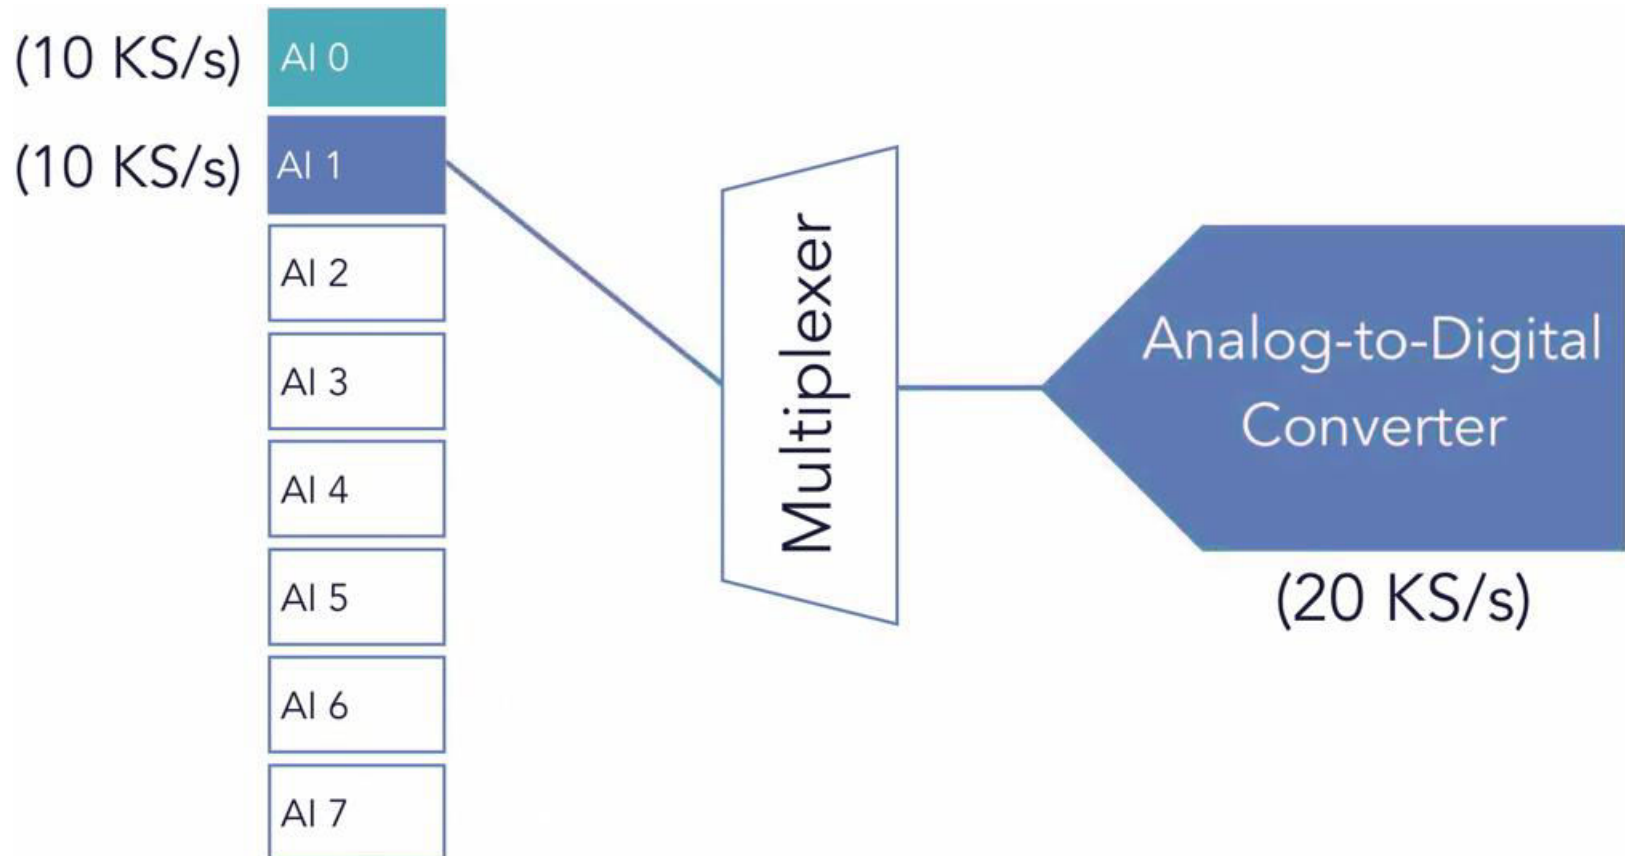 (10 KS/s) AI 0
(10 KS/s) AI 1
AI 2
AI 3
AI 4
AI 5
AI 6
AI 7
Multiplexer
Analog-to-Digital
Converter
(20 KS/s)